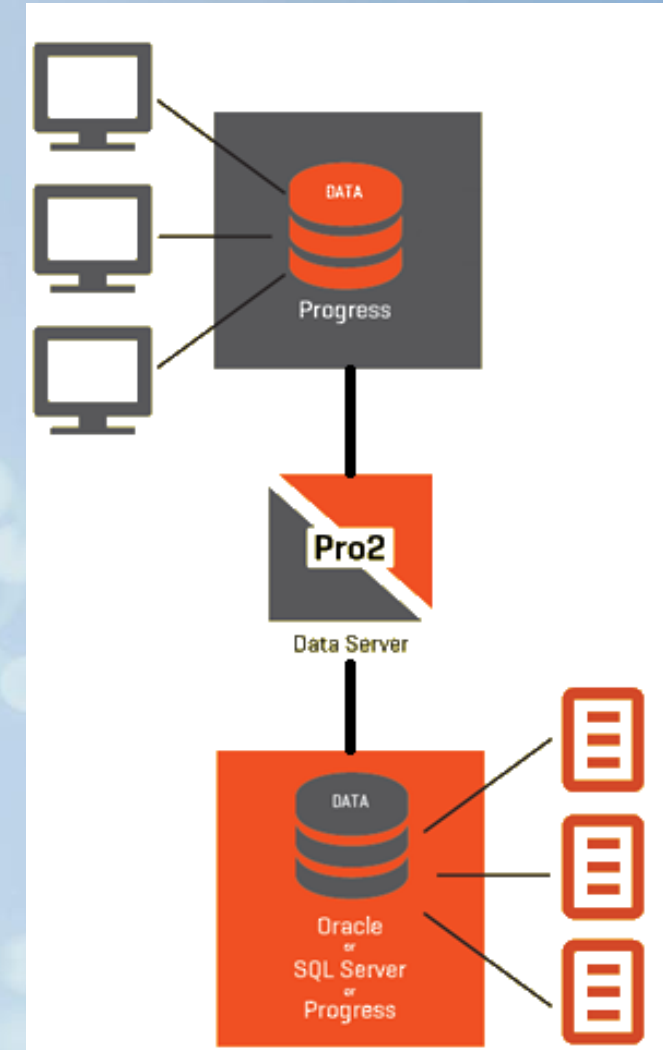 DATA
Progress
Pro2
Data Server
DATA
Oracle
or
SQL Server
or
Progress